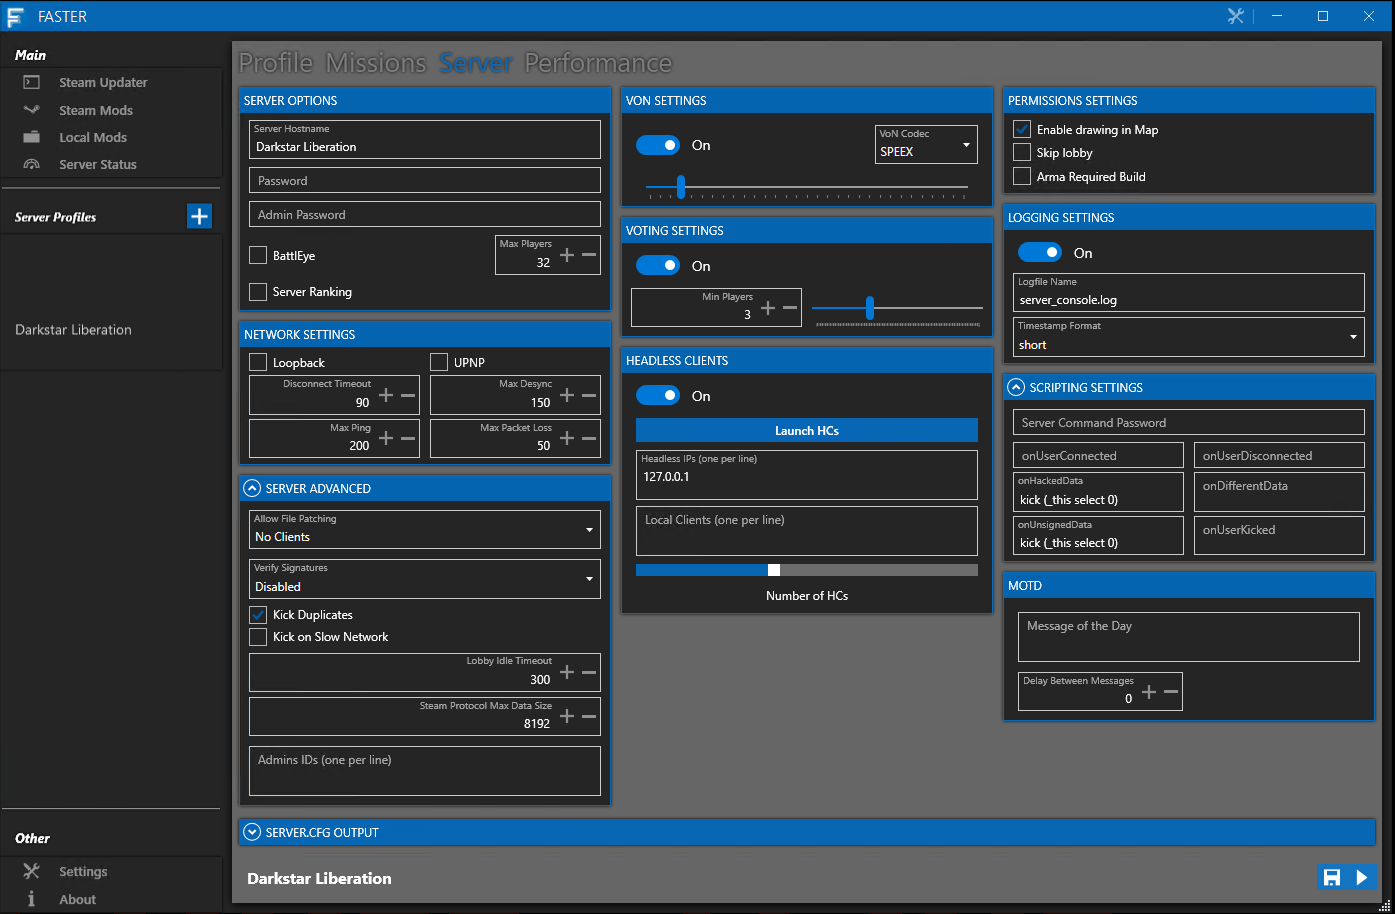 FASTER
Main
Steam Updater
Steam Mods
Local Mods
Server Status
Server Profiles
Darkstar Liberation
Other
Settings
About
Profile Missions Server Performance
SERVER OPTIONS
Server Hostname
Darkstar Liberation
Password
Admin Password
BattlEye
Max Players
32
Server Ranking
NETWORK SETTINGS
Loopback
UPNP
Disconnect Timeout
90
Max Desync
150
Max Ping
200
Max Packet Loss
50
SERVER ADVANCED
Allow File Patching
No Clients
Verify Signatures
Disabled
Kick Duplicates
Kick on Slow Network
Lobby Idle Timeout
300
Steam Protocol Max Data Size
8192
Admins IDs (one per line)
VON SETTINGS
On
VoN Codec
SPEEX
VOTING SETTINGS
On
Min Players
3
HEADLESS CLIENTS
On
Launch HCs
Headless IPs (one per line)
127.0.0.1
Local Clients (one per line)
Number of HCs
PERMISSIONS SETTINGS
Enable drawing in Map
Skip lobby
Arma Required Build
LOGGING SETTINGS
On
Logfile Name
server_console.log
Timestamp Format
short
SCRIPTING SETTINGS
Server Command Password
onUserConnected
onUserDisconnected
onHackedData
kick (_this select 0)
onDifferentData
onUnsignedData
kick (_this select 0)
onUserKicked
MOTD
Message of the Day
Delay Between Messages
0
SERVER.CFG OUTPUT
Darkstar Liberation